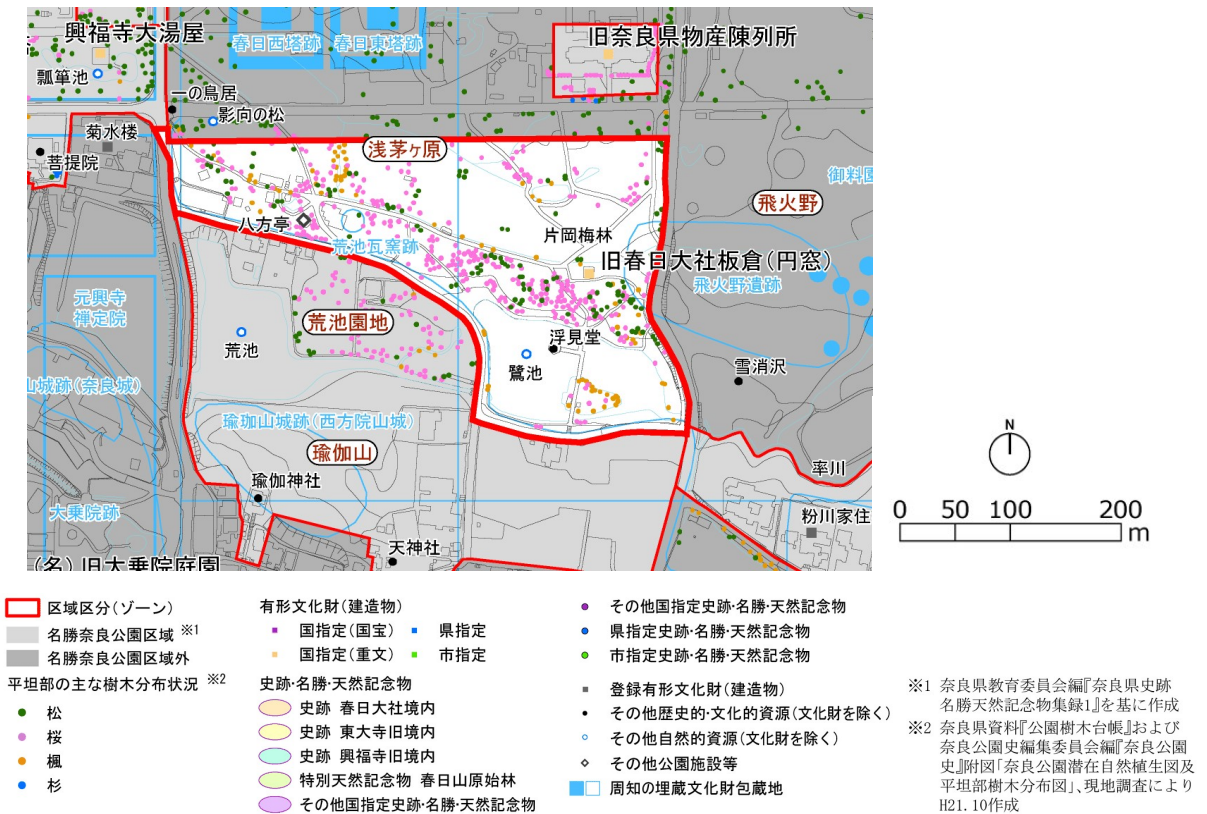 興福寺大湯屋
春日西塔跡
春日東塔跡
旧奈良県物産陳列所
瓢箪池
一の鳥居
影向の松
菊水楼
菩提院
浅茅ヶ原
御料園
飛火野
八方亭
片岡梅林
荒池瓦窯跡
旧春日大社板倉(円窓)
飛火野遺跡
元興寺
禅定院
荒池園地
荒池
浮見堂
鷺池
雪消沢
山城跡(奈良城)
瑜珈山城跡(西方院山城)
瑜伽山
率川
瑜伽神社
大乗院跡
粉川家住
天神社
(名)旧大乗院庭園
N
0 50 100 200
m
区域区分(ゾーン)
名勝奈良公園区域 ※1
名勝奈良公園区域外
平坦部の主な樹木分布状況 ※2
松
桜
楓
杉
有形文化財(建造物)
国指定(国宝)
県指定
国指定(重文)
市指定
史跡・名勝・天然記念物
史跡 春日大社境内
史跡 東大寺旧境内
史跡 興福寺旧境内
特別天然記念物 春日山原始林
その他国指定史跡・名勝・天然記念物
その他国指定史跡・名勝・天然記念物
県指定史跡・名勝・天然記念物
市指定史跡・名勝・天然記念物
登録有形文化財(建造物)
その他歴史的・文化的資源(文化財を除く)
その他自然的資源(文化財を除く)
その他公園施設等
周知の埋蔵文化財包蔵地
※1 奈良県教育委員会編『奈良県史跡
名勝天然記念物集録1』を基に作成
※2 奈良県資料『公園樹木台帳』および
奈良公園史編集委員会編『奈良公園
史』附図「奈良公園潜在自然植生図及
平坦部樹木分布図」、現地調査により
H21.10作成